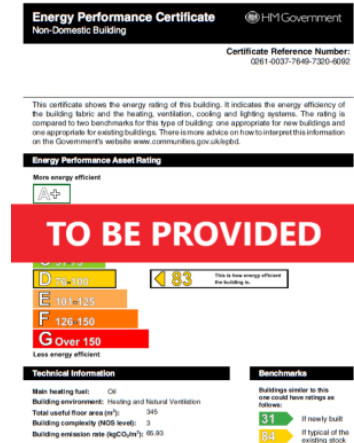 Energy Performance Certificate
HM Government
Non-Domestic Building
Certificate Reference Number:
0261-0037-7649-7320-6092
This certificate shows the energy rating of this building. It indicates the energy efficiency of
the building fabric and the heating, ventilation, cooling and lighting systems. The rating is
compared to two benchmarks for this type of building: one appropriate for new buildings and
one appropriate for existing buildings. There is more advice on how to interpret this information
on the Government's website www.communities.gov.uk/epbd.
Energy Performance Asset Rating
More energy efficient
A+
TO BE PROVIDED
D 76-100
83
This is how energy efficient
the building is.
E 101-125
F 126-150
G Over 150
Less energy efficient
Technical Information
Main heating fuel: Oil
Building environment: Heating and Natural Ventilation
Total useful floor area (m²): 345
Building complexity (NOS level): 3
Building emission rate (kgCO₂/m²): 65.93
Benchmarks
Buildings similar to this
one could have ratings as
follows:
31 If newly built
84 If typical of the
existing stock